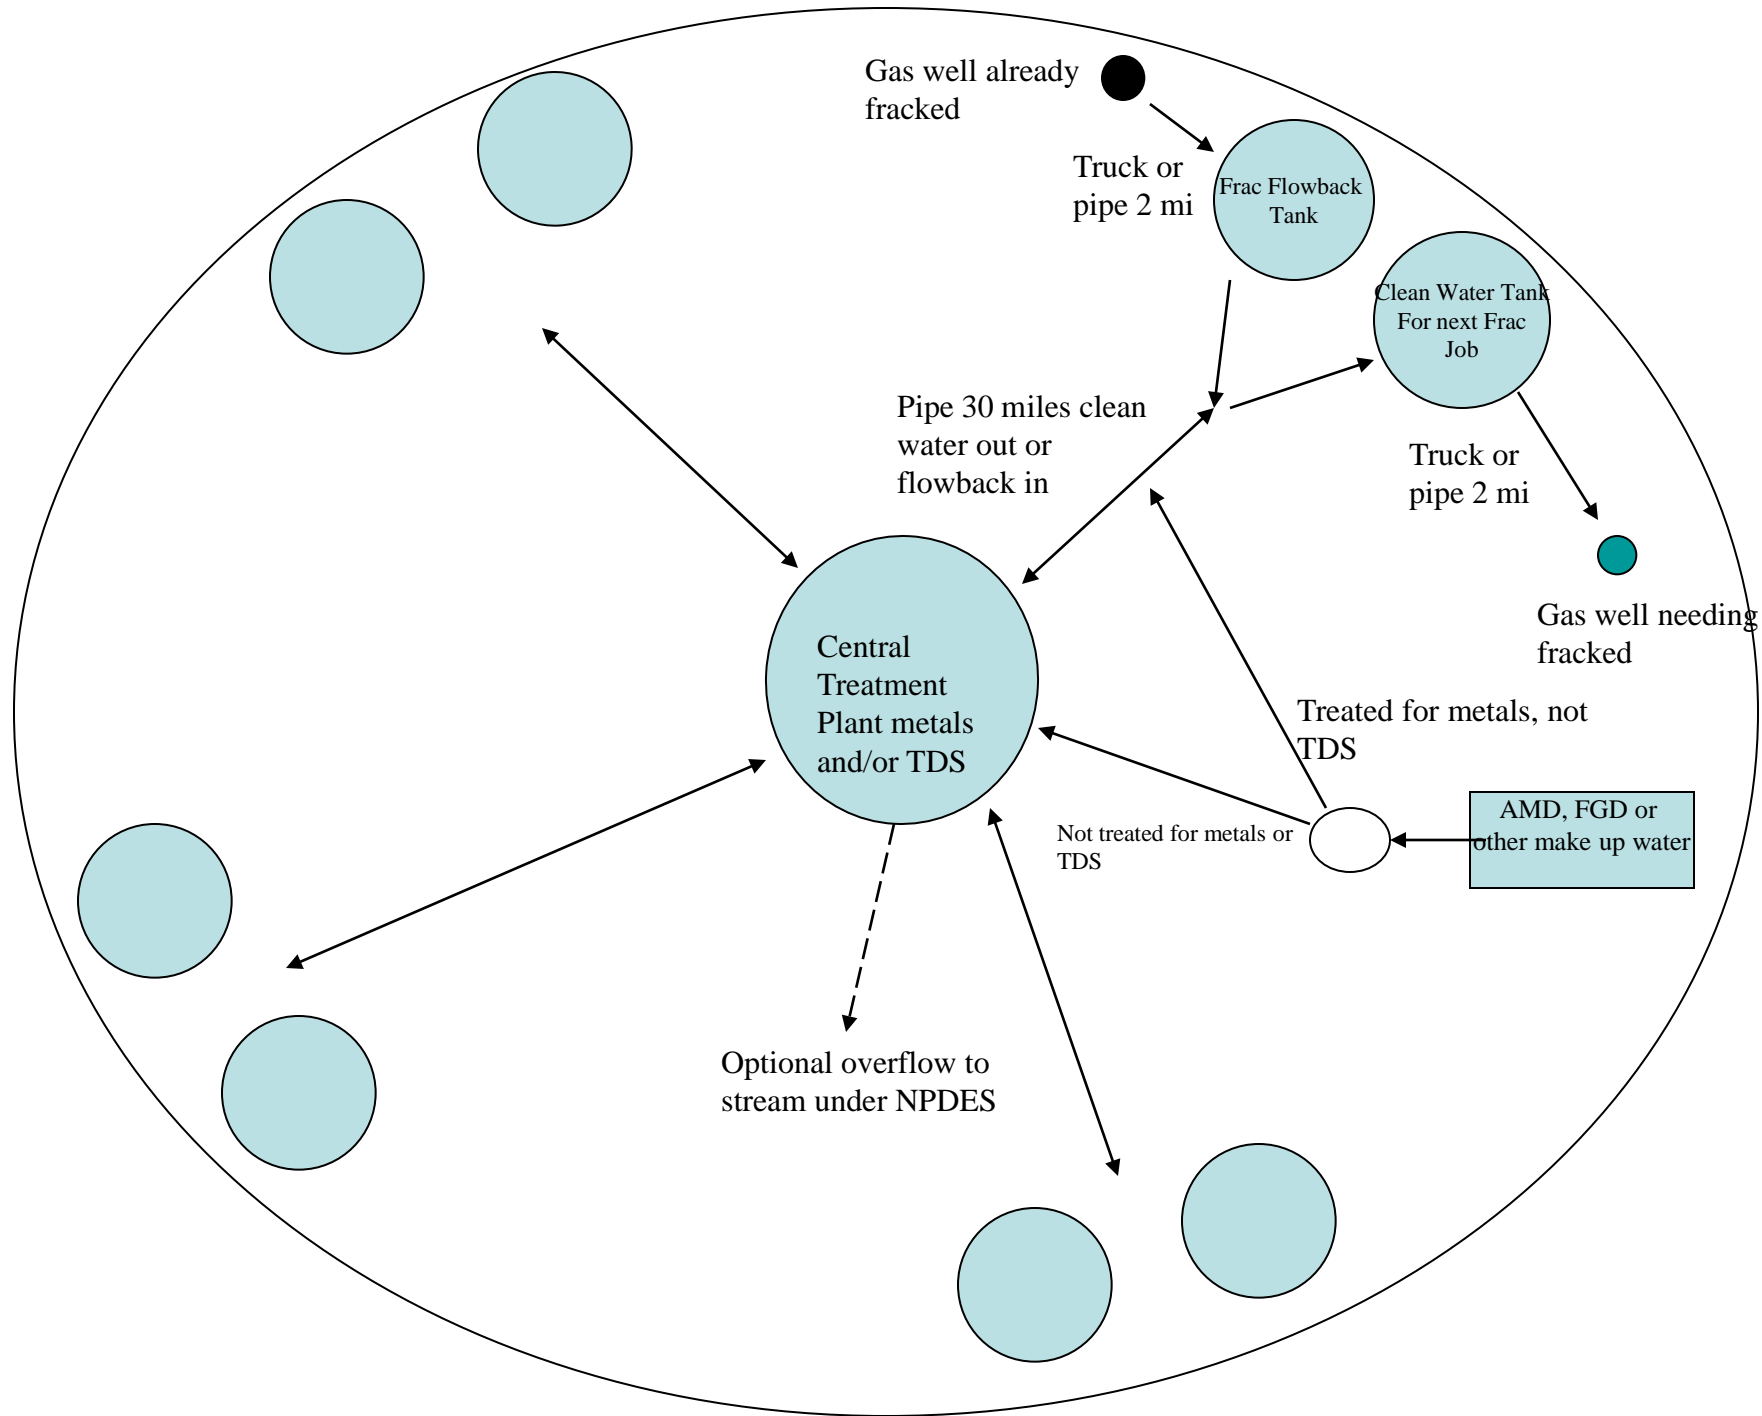 Gas well already
fracked
Truck or
pipe 2 mi
Frac Flowback
Tank
Clean Water Tank
For next Frac
Job
Pipe 30 miles clean
water out or
flowback in
Truck or
pipe 2 mi
Gas well needing
fracked
Central
Treatment
Plant metals
and/or TDS
Treated for metals, not
TDS
Not treated for metals or
TDS
AMD, FGD or
other make up water
Optional overflow to
stream under NPDES